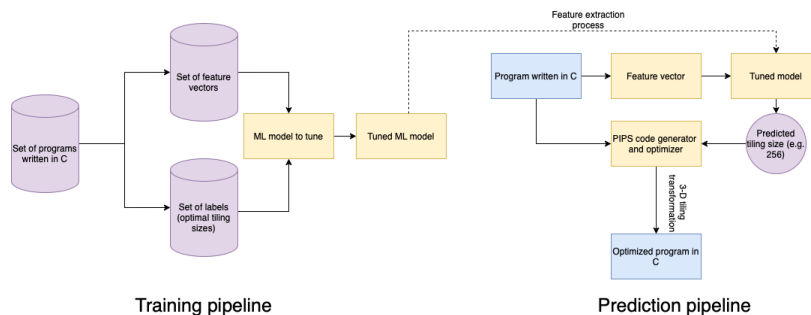 Feature extraction
process
Set of feature
vectors
Program written in C
Feature vector
Tuned model
Set of programs
written in C
ML model to tune
Tuned ML model
PIPS code generator
and optimizer
Predicted
tiling size (e.g.
256)
Set of labels
(optimal tiling
sizes)
3-D tiling
transformation
Optimized program in
C
Training pipeline
Prediction pipeline